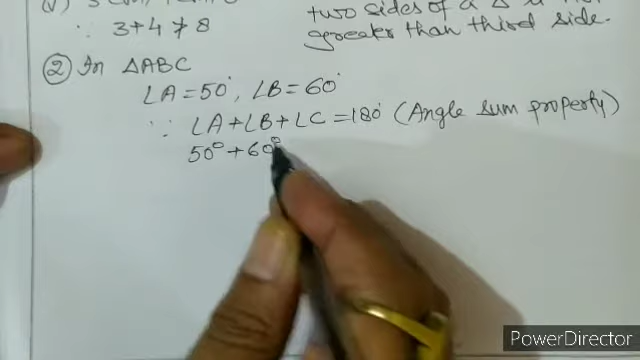 two sides of a Δ is not
∵ 3+4 ≯ 8
greater than third side.
② In ΔABC
∠A = 50°, ∠B = 60°
∵ ∠A + ∠B + ∠C = 180° (Angle sum property)
50° + 60°
PowerDirector